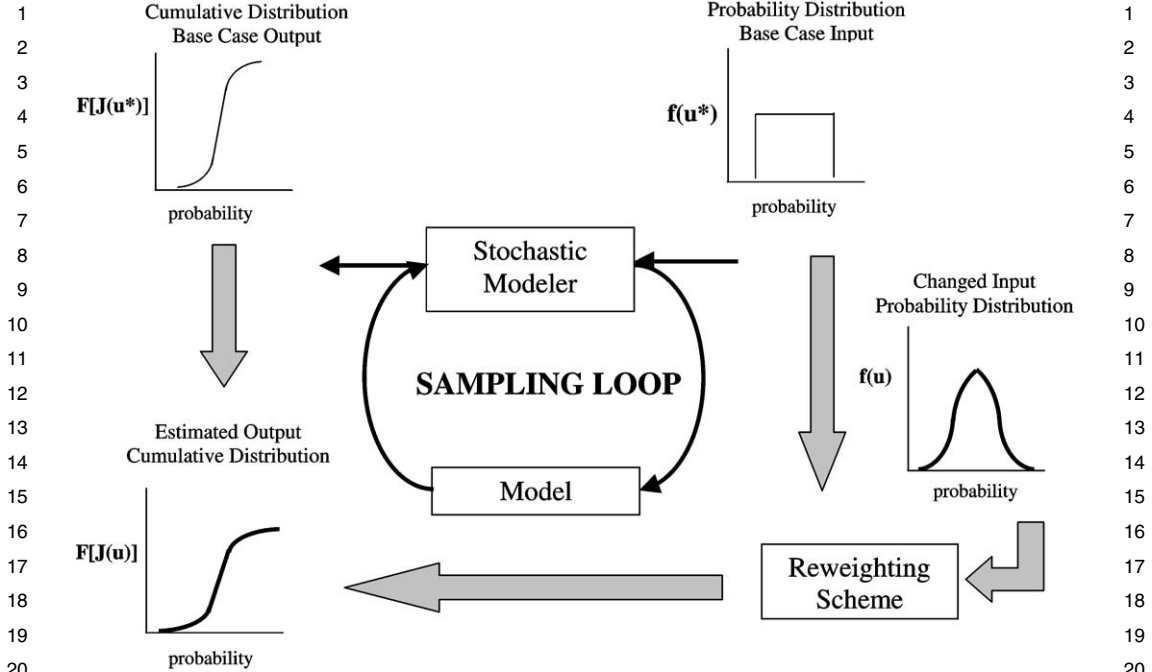 Cumulative Distribution
Base Case Output
Probability Distribution
Base Case Input
F[J(u*)]
f(u*)
probability
probability
Stochastic
Modeler
Changed Input
Probability Distribution
f(u)
SAMPLING LOOP
Estimated Output
Cumulative Distribution
Model
probability
F[J(u)]
Reweighting
Scheme
probability
1
2
3
4
5
6
7
8
9
10
11
12
13
14
15
16
17
18
19
20
1
2
3
4
5
6
7
8
9
10
11
12
13
14
15
16
17
18
19
20